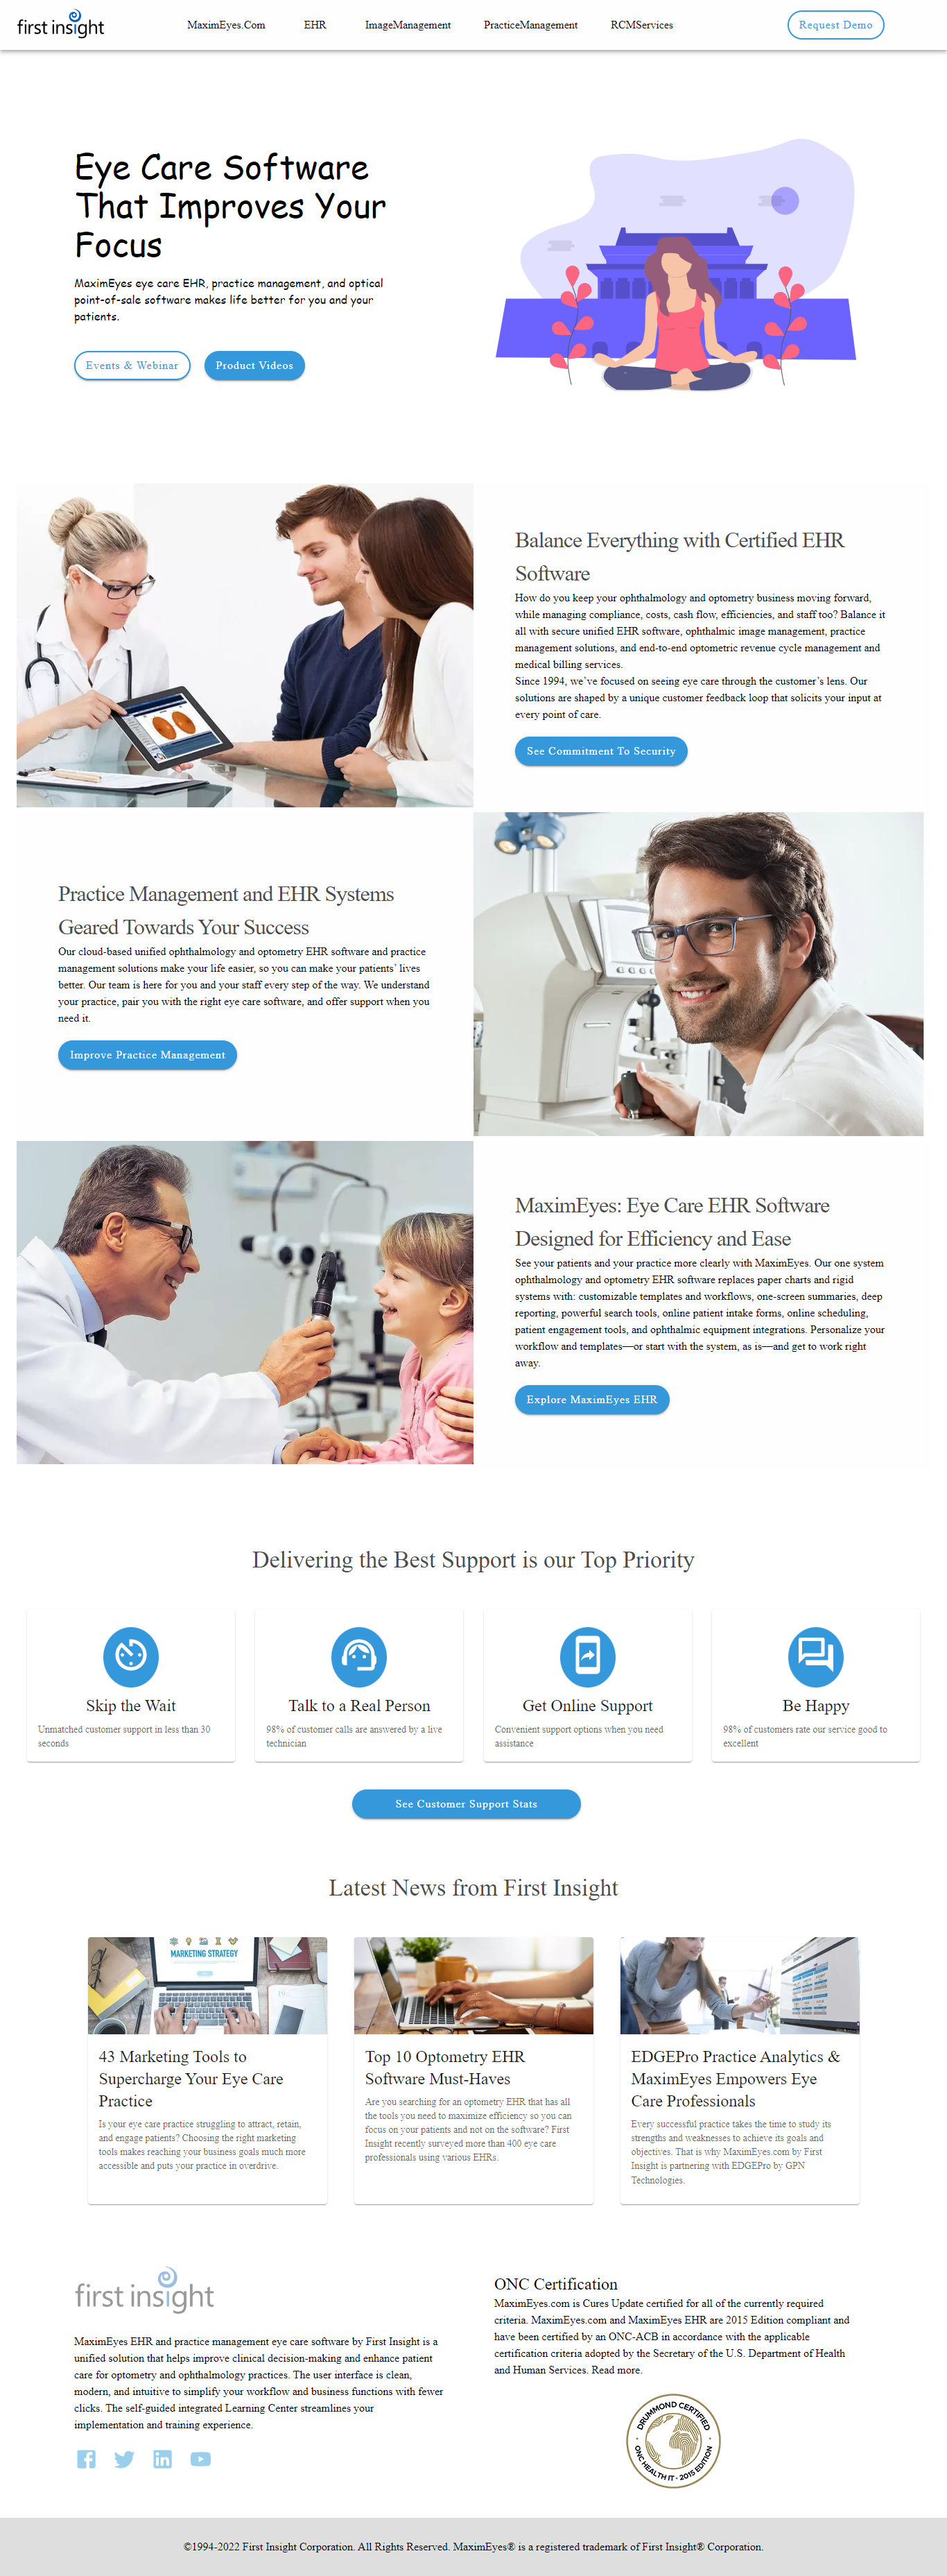 first insight
MaximEyes.Com
EHR
ImageManagement
PracticeManagement
RCMServices
Request Demo
Eye Care Software
That Improves Your
Focus
MaximEyes eye care EHR, practice management, and optical
point-of-sale software makes life better for you and your
patients.
Events & Webinar
Product Videos
Balance Everything with Certified EHR
Software
How do you keep your ophthalmology and optometry business moving forward,
while managing compliance, costs, cash flow, efficiencies, and staff too? Balance it
all with secure unified EHR software, ophthalmic image management, practice
management solutions, and end-to-end optometric revenue cycle management and
medical billing services.
Since 1994, we’ve focused on seeing eye care through the customer’s lens. Our
solutions are shaped by a unique customer feedback loop that solicits your input at
every point of care.
See Commitment To Security
Practice Management and EHR Systems
Geared Towards Your Success
Our cloud-based unified ophthalmology and optometry EHR software and practice
management solutions make your life easier, so you can make your patients’ lives
better. Our team is here for you and your staff every step of the way. We understand
your practice, pair you with the right eye care software, and offer support when you
need it.
Improve Practice Management
MaximEyes: Eye Care EHR Software
Designed for Efficiency and Ease
See your patients and your practice more clearly with MaximEyes. Our one system
ophthalmology and optometry EHR software replaces paper charts and rigid
systems with: customizable templates and workflows, one-screen summaries, deep
reporting, powerful search tools, online patient intake forms, online scheduling,
patient engagement tools, and ophthalmic equipment integrations. Personalize your
workflow and templates—or start with the system, as is—and get to work right
away.
Explore MaximEyes EHR
Delivering the Best Support is our Top Priority
Skip the Wait
Unmatched customer support in less than 30
seconds
Talk to a Real Person
98% of customer calls are answered by a live
technician
Get Online Support
Convenient support options when you need
assistance
Be Happy
98% of customers rate our service good to
excellent
See Customer Support Stats
Latest News from First Insight
MARKETING STRATEGY
43 Marketing Tools to
Supercharge Your Eye Care
Practice
Is your eye care practice struggling to attract, retain,
and engage patients? Choosing the right marketing
tools makes reaching your business goals much more
accessible and puts your practice in overdrive.
Top 10 Optometry EHR
Software Must-Haves
Are you searching for an optometry EHR that has all
the tools you need to maximize efficiency so you can
focus on your patients and not on the software? First
Insight recently surveyed more than 400 eye care
professionals using various EHRs.
EDGEPro Practice Analytics &
MaximEyes Empowers Eye
Care Professionals
Every successful practice takes the time to study its
strengths and weaknesses to achieve its goals and
objectives. That is why MaximEyes.com by First
Insight is partnering with EDGEPro by GPN
Technologies.
first insight
MaximEyes EHR and practice management eye care software by First Insight is a
unified solution that helps improve clinical decision-making and enhance patient
care for optometry and ophthalmology practices. The user interface is clean,
modern, and intuitive to simplify your workflow and business functions with fewer
clicks. The self-guided integrated Learning Center streamlines your
implementation and training experience.
ONC Certification
MaximEyes.com is Cures Update certified for all of the currently required
criteria. MaximEyes.com and MaximEyes EHR are 2015 Edition compliant and
have been certified by an ONC-ACB in accordance with the applicable
certification criteria adopted by the Secretary of the U.S. Department of Health
and Human Services. Read more.
DRUMMOND CERTIFIED
ONC HEALTH IT · 2015 EDITION
©1994-2022 First Insight Corporation. All Rights Reserved. MaximEyes® is a registered trademark of First Insight® Corporation.